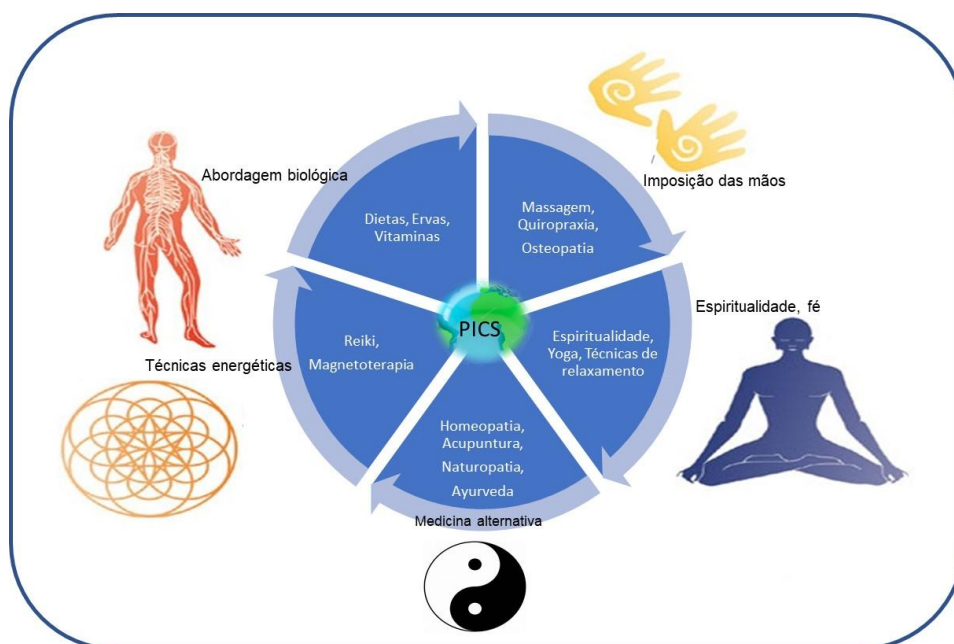 Abordagem biológica
Dietas, Ervas,
Vitaminas
Massagem,
Quiropraxia,
Osteopatia
Imposição das mãos
Espiritualidade, fé
Espiritualidade,
Yoga, Técnicas de
relaxamento
PICS
Reiki,
Magnetoterapia
Técnicas energéticas
Homeopatia,
Acupuntura,
Naturopatia,
Ayurveda
Medicina alternativa